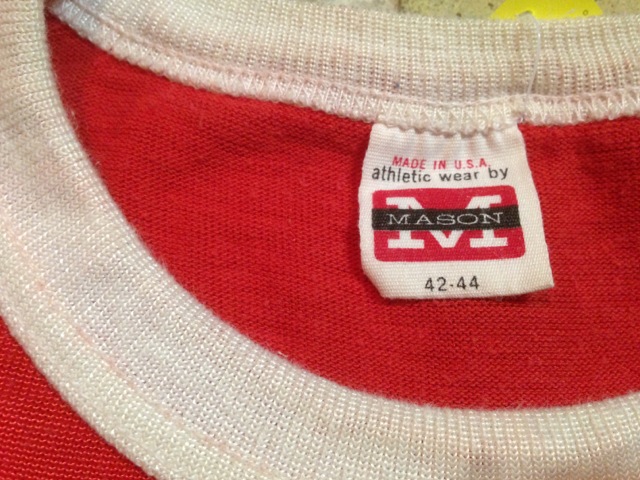 MADE IN U.S.A.
athletic wear by
M
MASON
42-44